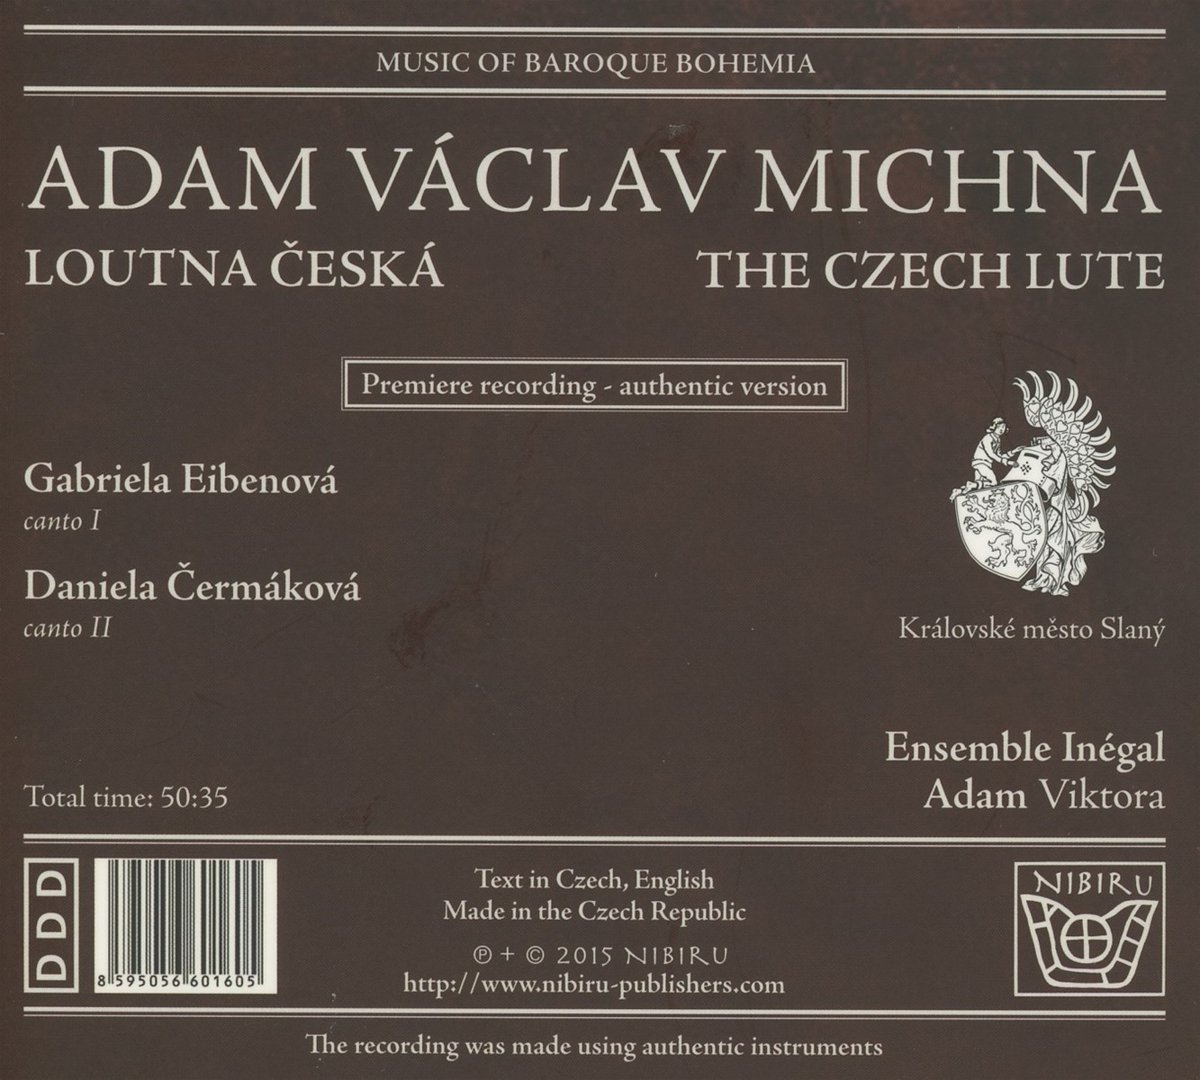 MUSIC OF BAROQUE BOHEMIA
ADAM VÁCLAV MICHNA
LOUTNA ČESKÁ
THE CZECH LUTE
Premiere recording - authentic version
Gabriela Eibenová
canto I
Daniela Čermáková
canto II
Královské město Slaný
Ensemble Inégal
Adam Viktora
Total time: 50:35
DDD
8 595056 601605
Text in Czech, English
Made in the Czech Republic
℗ + © 2015 NIBIRU
http://www.nibiru-publishers.com
NIBIRU
The recording was made using authentic instruments